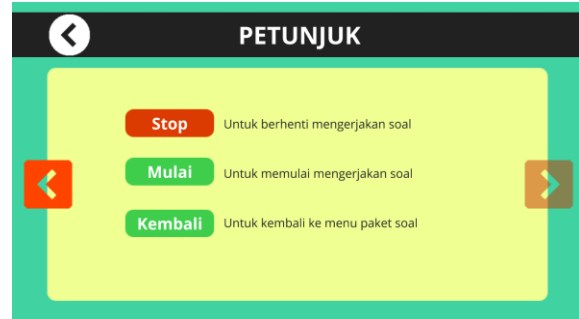 PETUNJUK
Stop Untuk berhenti mengerjakan soal
Mulai Untuk memulai mengerjakan soal
Kembali Untuk kembali ke menu paket soal